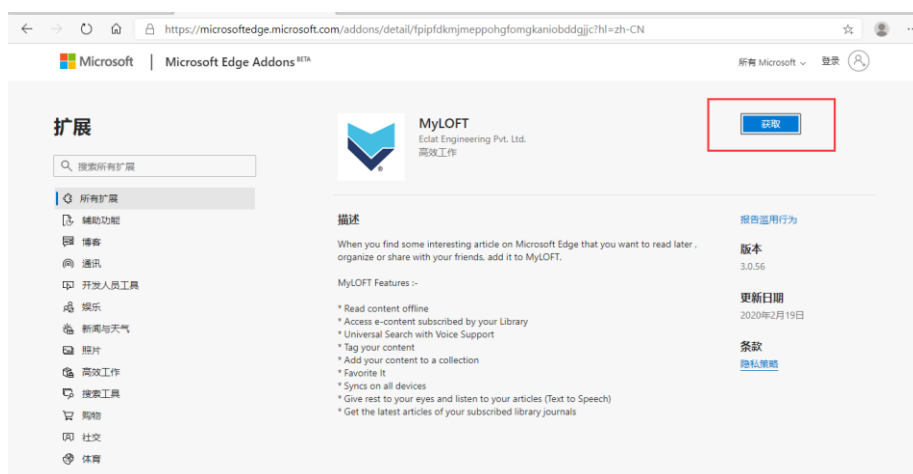 https://microsoftedge.microsoft.com/addons/detail/fpipfdkmjmeppohgfomgkaniobddgjjc?hl=zh-CN
Microsoft | Microsoft Edge Addons BETA
所有 Microsoft
登录
扩展
搜索所有扩展
所有扩展
辅助功能
博客
通讯
开发人员工具
娱乐
新闻与天气
照片
高效工作
搜索工具
购物
社交
体育
MyLOFT
Eclat Engineering Pvt. Ltd.
高效工作
获取
描述
When you find some interesting article on Microsoft Edge that you want to read later ,
organize or share with your friends, add it to MyLOFT.
MyLOFT Features :-
* Read content offline
* Access e-content subscribed by your Library
* Universal Search with Voice Support
* Tag your content
* Add your content to a collection
* Favorite It
* Syncs on all devices
* Give rest to your eyes and listen to your articles (Text to Speech)
* Get the latest articles of your subscribed library journals
报告滥用行为
版本
3.0.56
更新日期
2020年2月19日
条款
隐私策略